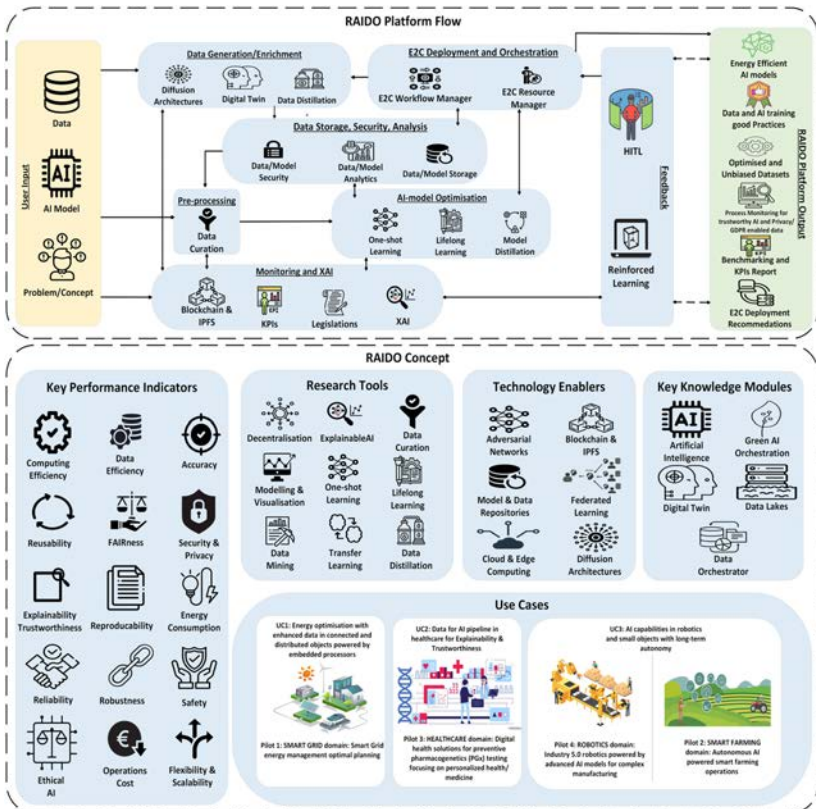 RAIDO Platform Flow
User Input
Data
AI
AI Model
Problem/Concept
Data Generation/Enrichment
Diffusion
Architectures
Digital Twin
Data Distillation
E2C Deployment and Orchestration
E2C Workflow Manager
E2C Resource
Manager
Data Storage, Security, Analysis
Data/Model
Security
Data/Model
Analytics
Data/Model Storage
Pre-processing
Data
Curation
AI-model Optimisation
One-shot
Learning
Lifelong
Learning
Model
Distillation
Monitoring and XAI
Blockchain &
IPFS
KPI
KPIs
Legislations
XAI
Feedback
HITL
Reinforced
Learning
RAIDO Platform Output
Energy Efficient
AI models
Data and AI training
good Practices
Optimised and
Unbiased Datasets
Process Monitoring for
trustworthy AI and Privacy/
GDPR enabled data
KPI
Benchmarking and
KPIs Report
E2C Deployment
Recommedations
RAIDO Concept
Key Performance Indicators
Computing
Efficiency
Data
Efficiency
Accuracy
Reusability
FAIRness
Security &
Privacy
Explainability
Trustworthiness
Reproducability
Energy
Consumption
Reliability
Robustness
Safety
Ethical
AI
€
Operations
Cost
Flexibility &
Scalability
Research Tools
Decentralisation
ExplainableAI
Data
Curation
Modelling &
Visualisation
One-shot
Learning
Lifelong
Learning
Data
Mining
Transfer
Learning
Data
Distillation
Technology Enablers
Adversarial
Networks
Blockchain &
IPFS
Model & Data
Repositories
Federated
Learning
Cloud & Edge
Computing
Diffusion
Architectures
Key Knowledge Modules
AI
Artificial
Intelligence
Green AI
Orchestration
Digital Twin
Data Lakes
Data
Orchestrator
Use Cases
UC1: Energy optimisation with
enhanced data in connected and
distributed objects powered by
embedded processors
Pilot 1: SMART GRID domain: Smart Grid
energy management optimal planning
UC2: Data for AI pipeline in
healthcare for Explainability &
Trustworthiness
Pilot 3: HEALTHCARE domain: Digital
health solutions for preventive
pharmacogenetics (PGx) testing
focusing on personalized health/
medicine
UC3: AI capabilities in robotics
and small objects with long-term
autonomy
Pilot 4: ROBOTICS domain:
Industry 5.0 robotics powered by
advanced AI models for complex
manufacturing
Pilot 2: SMART FARMING
domain: Autonomous AI
powered smart farming
operations